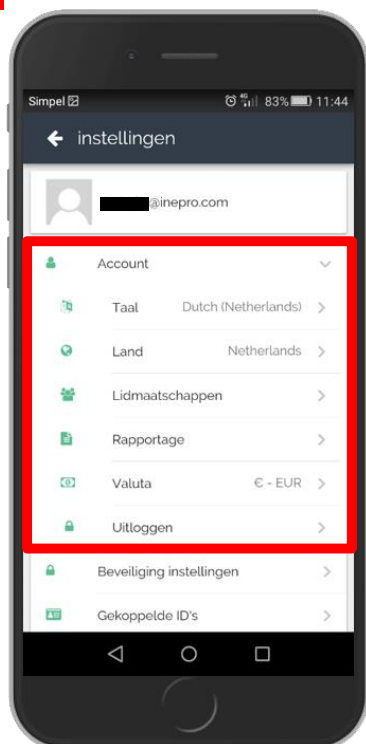 Simpel 4G 83% 11:44
instellingen
@inepro.com
Account
Taal Dutch (Netherlands)
Land Netherlands
Lidmaatschappen
Rapportage
Valuta € - EUR
Uitloggen
Beveiliging instellingen
Gekoppelde ID's